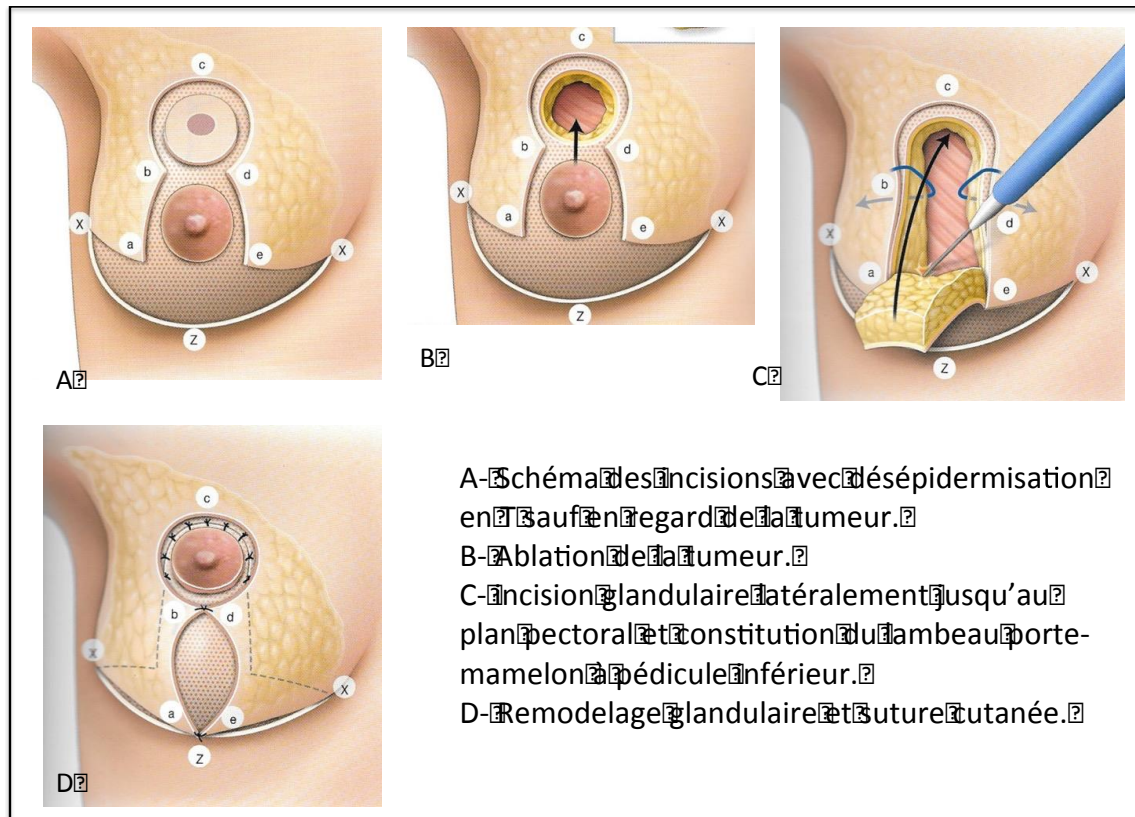 c
b
d
X
a
e
X
Z
A-�
c
b
d
X
a
e
X
Z
B�
c
b
d
X
a
e
X
Z
C�
c
b
d
X
a
e
X
Z
D�
A-�Schéma�des�incisions�avec�désépidermisation�
en�T�sauf�en�regard�de�la�tumeur.�
B-�Ablation�de�la�tumeur.�
C-�Incision�glandulaire�latéralement�jusqu’au�
plan�pectoral�et�constitution�du�lambeau�porte-
mamelon�à�pédicule�inférieur.�
D-�Remodelage�glandulaire�et�suture�cutanée.�